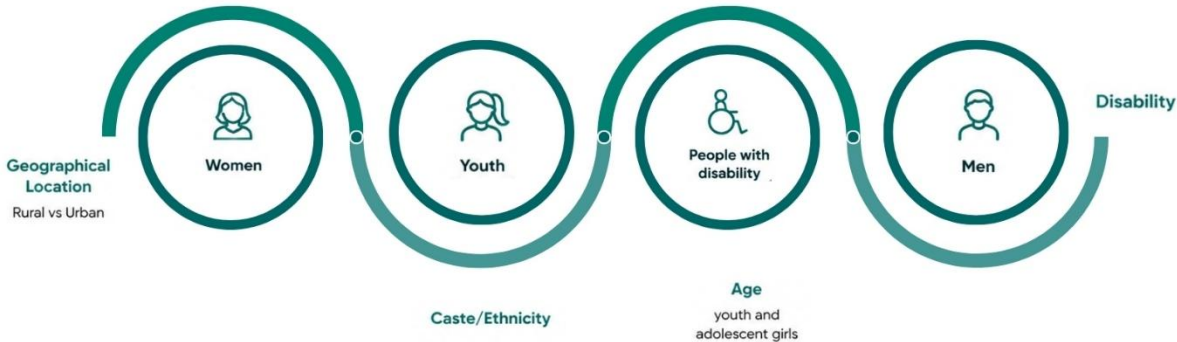 Geographical
Location
Rural vs Urban
Women
Youth
People with
disability
Men
Disability
Caste/Ethnicity
Age
youth and
adolescent girls